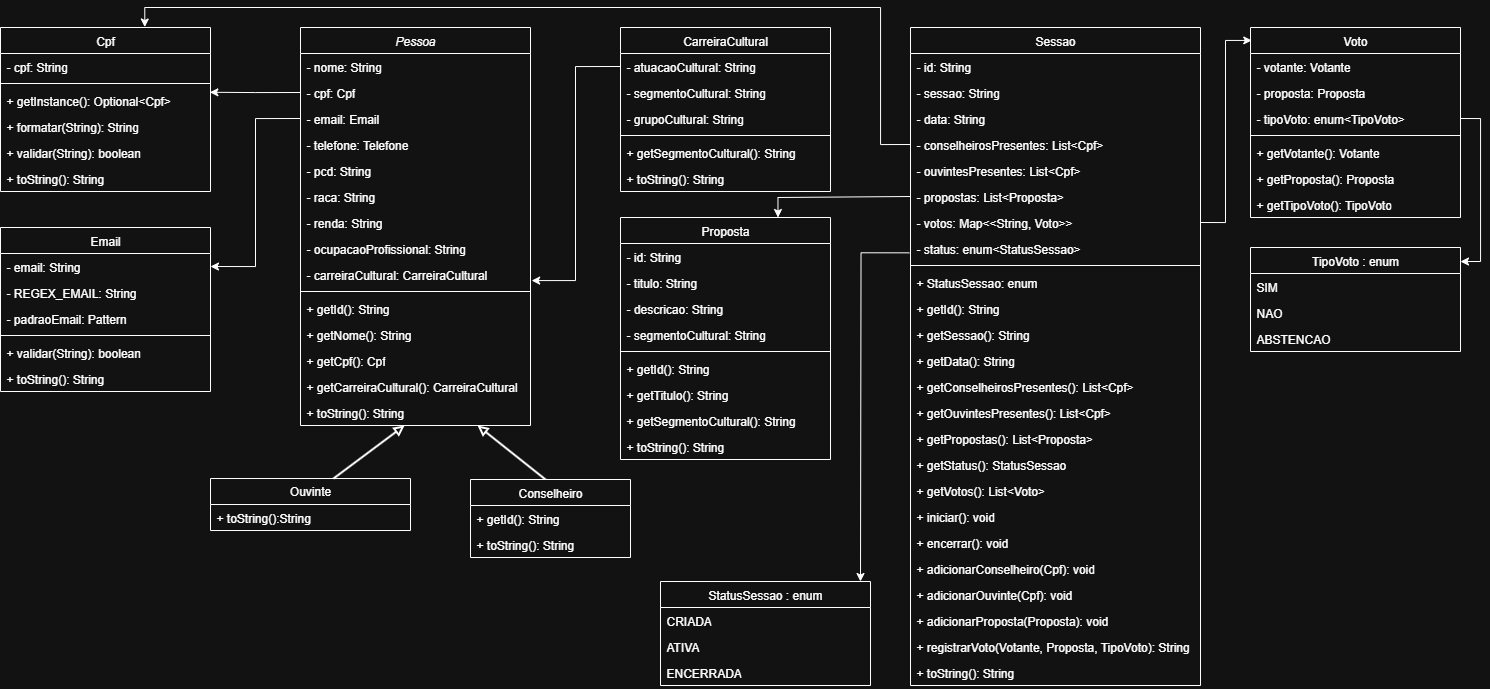 Cpf
- cpf: String
+ getInstance(): Optional<Cpf>
+ formatar(String): String
+ validar(String): boolean
+ toString(): String
Email
- email: String
- REGEX_EMAIL: String
- padraoEmail: Pattern
+ validar(String): boolean
+ toString(): String
Pessoa
- nome: String
- cpf: Cpf
- email: Email
- telefone: Telefone
- pcd: String
- raca: String
- renda: String
- ocupacaoProfissional: String
- carreiraCultural: CarreiraCultural
+ getId(): String
+ getNome(): String
+ getCpf(): Cpf
+ getCarreiraCultural(): CarreiraCultural
+ toString(): String
Ouvinte
+ toString():String
Conselheiro
+ getId(): String
+ toString(): String
CarreiraCultural
- atuacaoCultural: String
- segmentoCultural: String
- grupoCultural: String
+ getSegmentoCultural(): String
+ toString(): String
Proposta
- id: String
- titulo: String
- descricao: String
- segmentoCultural: String
+ getId(): String
+ getTitulo(): String
+ getSegmentoCultural(): String
+ toString(): String
StatusSessao : enum
CRIADA
ATIVA
ENCERRADA
Sessao
- id: String
- sessao: String
- data: String
- conselheirosPresentes: List<Cpf>
- ouvintesPresentes: List<Cpf>
- propostas: List<Proposta>
- votos: Map<<String, Voto>>
- status: enum<StatusSessao>
+ StatusSessao: enum
+ getId(): String
+ getSessao(): String
+ getData(): String
+ getConselheirosPresentes(): List<Cpf>
+ getOuvintesPresentes(): List<Cpf>
+ getPropostas(): List<Proposta>
+ getStatus(): StatusSessao
+ getVotos(): List<Voto>
+ iniciar(): void
+ encerrar(): void
+ adicionarConselheiro(Cpf): void
+ adicionarOuvinte(Cpf): void
+ adicionarProposta(Proposta): void
+ registrarVoto(Votante, Proposta, TipoVoto): String
+ toString(): String
Voto
- votante: Votante
- proposta: Proposta
- tipoVoto: enum<TipoVoto>
+ getVotante(): Votante
+ getProposta(): Proposta
+ getTipoVoto(): TipoVoto
TipoVoto : enum
SIM
NAO
ABSTENCAO